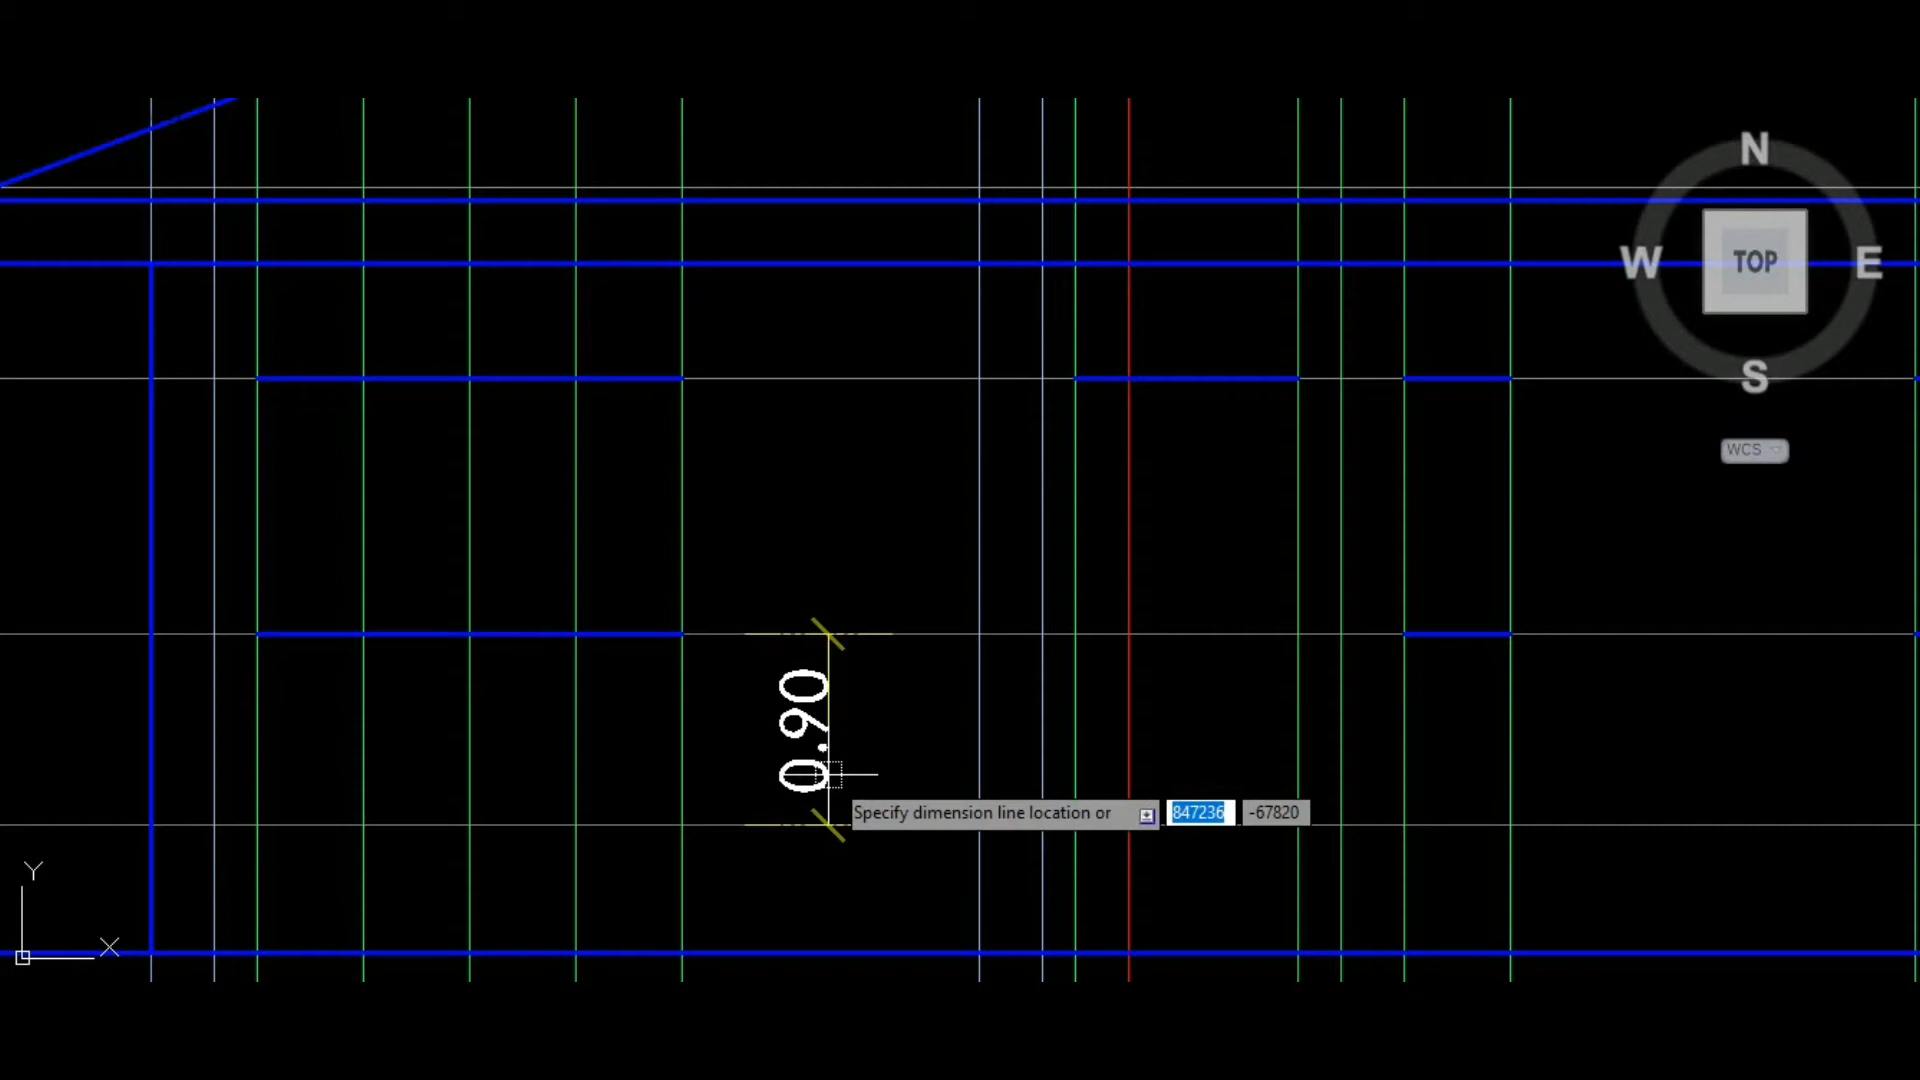 N
W
TOP
E
S
WCS
0.90
Specify dimension line location or
847236
-67820
Y
X